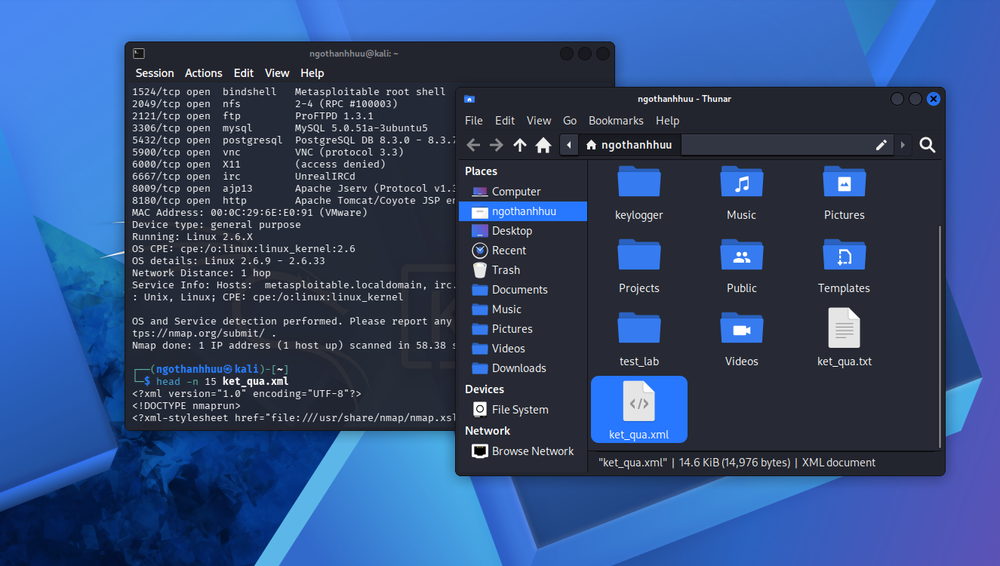 ngothanhhuu@kali: ~
Session Actions Edit View Help
1524/tcp open bindshell Metasploitable root shell
2049/tcp open nfs 2-4 (RPC #100003)
2121/tcp open ftp ProFTPD 1.3.1
3306/tcp open mysql MySQL 5.0.51a-3ubuntu5
5432/tcp open postgresql PostgreSQL DB 8.3.0 - 8.3.7
5900/tcp open vnc VNC (protocol 3.3)
6000/tcp open X11 (access denied)
6667/tcp open irc UnrealIRCd
8009/tcp open ajp13 Apache Jserv (Protocol v1.3
8180/tcp open http Apache Tomcat/Coyote JSP en
MAC Address: 00:0C:29:6E:E0:91 (VMware)
Device type: general purpose
Running: Linux 2.6.X
OS CPE: cpe:/o:linux:linux_kernel:2.6
OS details: Linux 2.6.9 - 2.6.33
Network Distance: 1 hop
Service Info: Hosts:  metasploitable.localdomain, irc.
: Unix, Linux; CPE: cpe:/o:linux:linux_kernel
OS and Service detection performed. Please report any
tps://nmap.org/submit/ .
Nmap done: 1 IP address (1 host up) scanned in 58.38 s
┌──(ngothanhhuu㉿kali)-[~]
└─$ head -n 15 ket_qua.xml
<?xml version="1.0" encoding="UTF-8"?>
<!DOCTYPE nmaprun>
<?xml-stylesheet href="file:///usr/share/nmap/nmap.xsl
ngothanhhuu - Thunar
File Edit View Go Bookmarks Help
ngothanhhuu
Places
Computer
ngothanhhuu
Desktop
Recent
Trash
Documents
Music
Pictures
Videos
Downloads
Devices
File System
Network
Browse Network
keylogger Music Pictures
Projects Public Templates
test_lab Videos ket_qua.txt
ket_qua.xml
"ket_qua.xml" | 14.6 KiB (14,976 bytes) | XML document